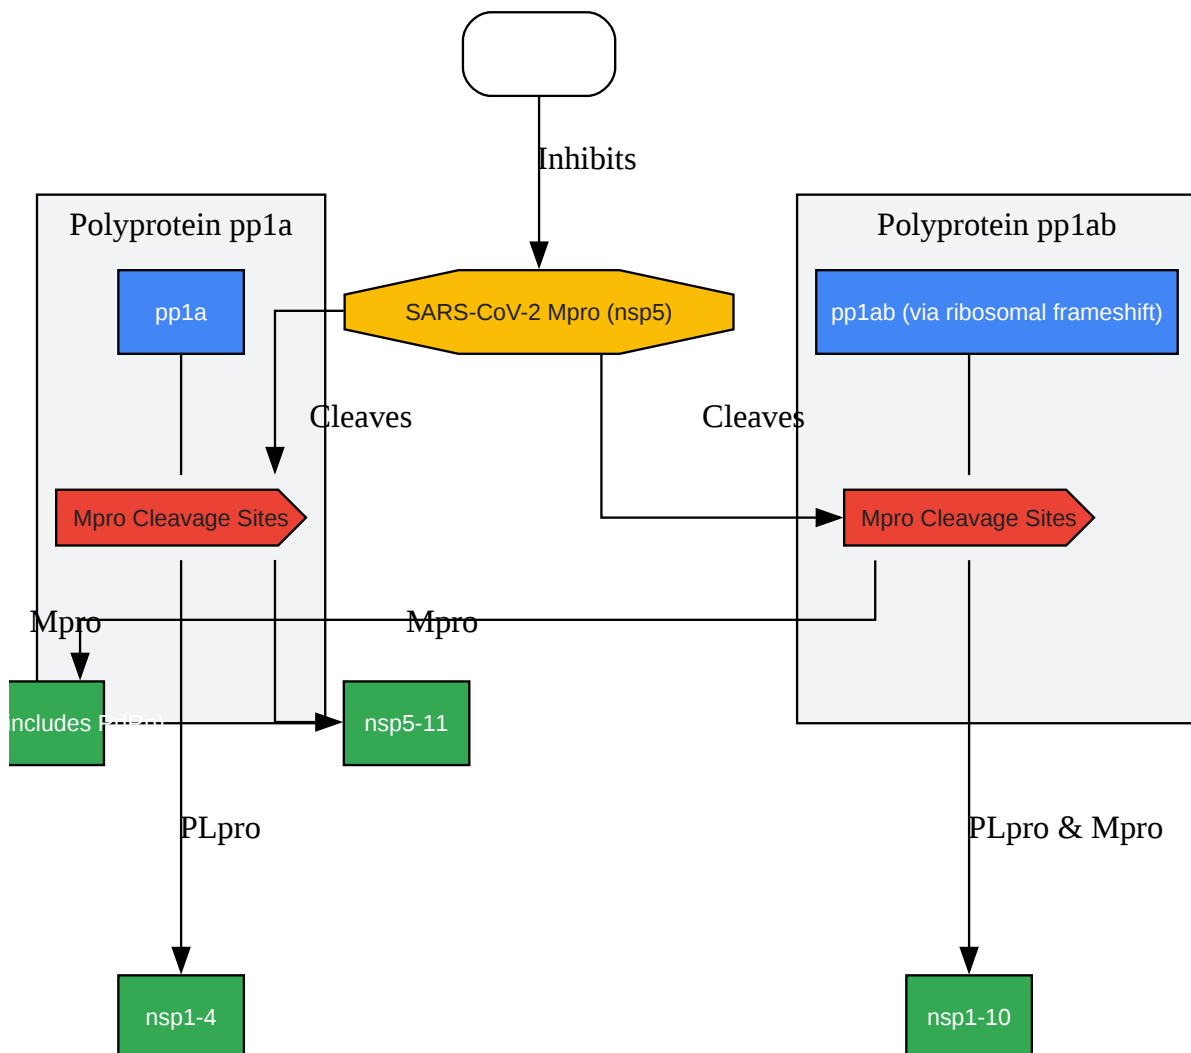 Inhibits
Polyprotein pp1a
Polyprotein pp1ab
pp1a
SARS-CoV-2 Mpro (nsp5)
pp1ab (via ribosomal frameshift)
Cleaves
Cleaves
Mpro Cleavage Sites
Mpro Cleavage Sites
Mpro
Mpro
includes
nsp5-11
PLpro
PLpro & Mpro
nsp1-4
nsp1-10